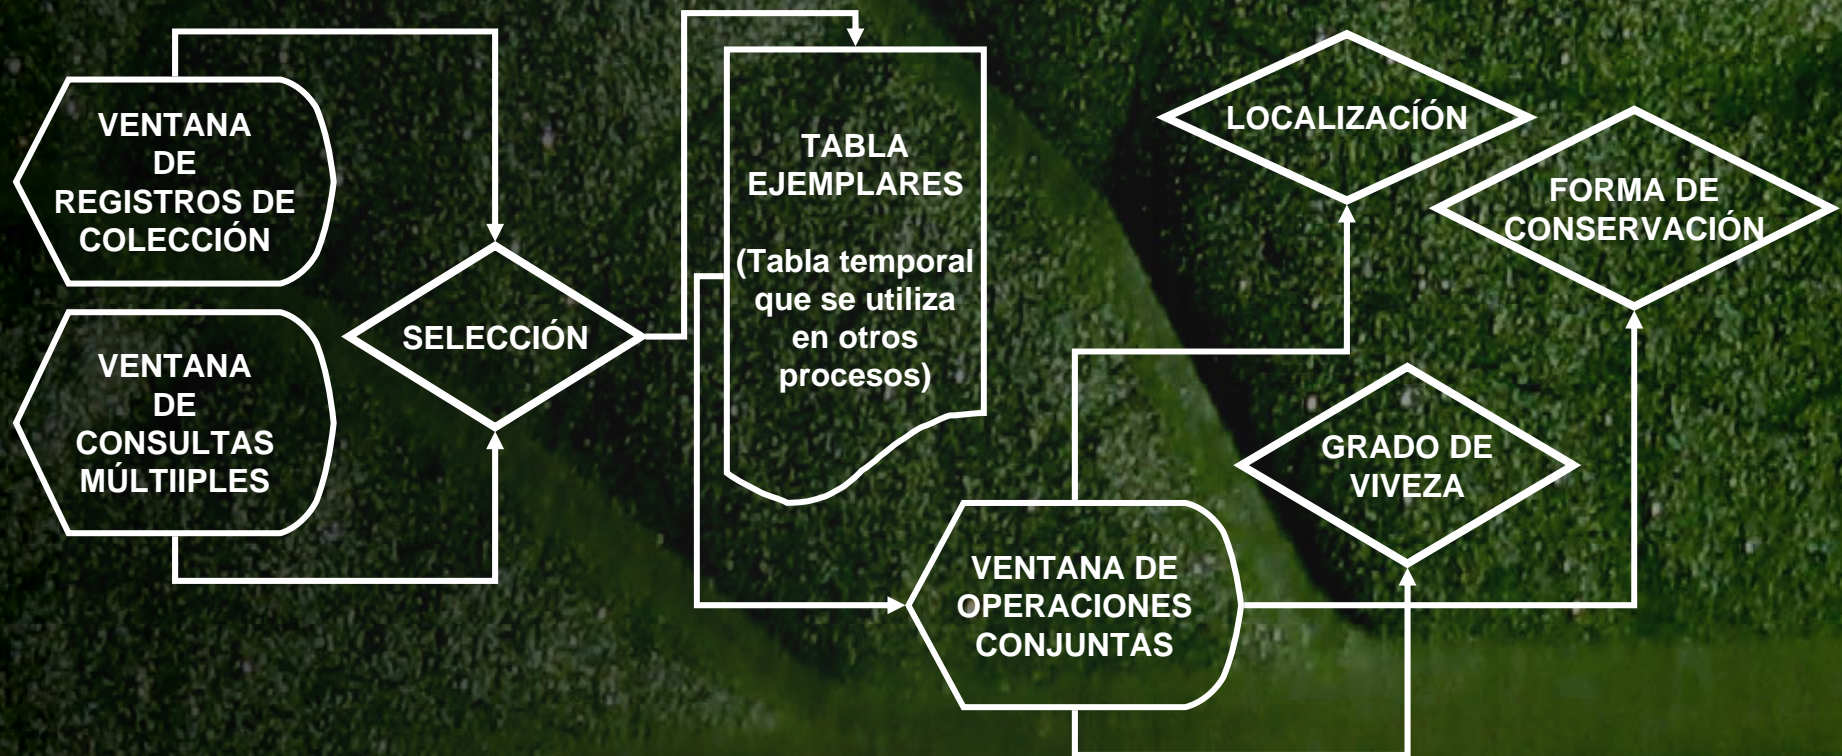 VENTANA
DE
REGISTROS DE
COLECCIÓN
VENTANA
DE
CONSULTAS
MÚLTIIPLES
SELECCIÓN
TABLA
EJEMPLARES
(Tabla temporal
que se utiliza
en otros
procesos)
LOCALIZACÍÓN
FORMA DE
CONSERVACIÓN
GRADO DE
VIVEZA
VENTANA DE
OPERACIONES
CONJUNTAS